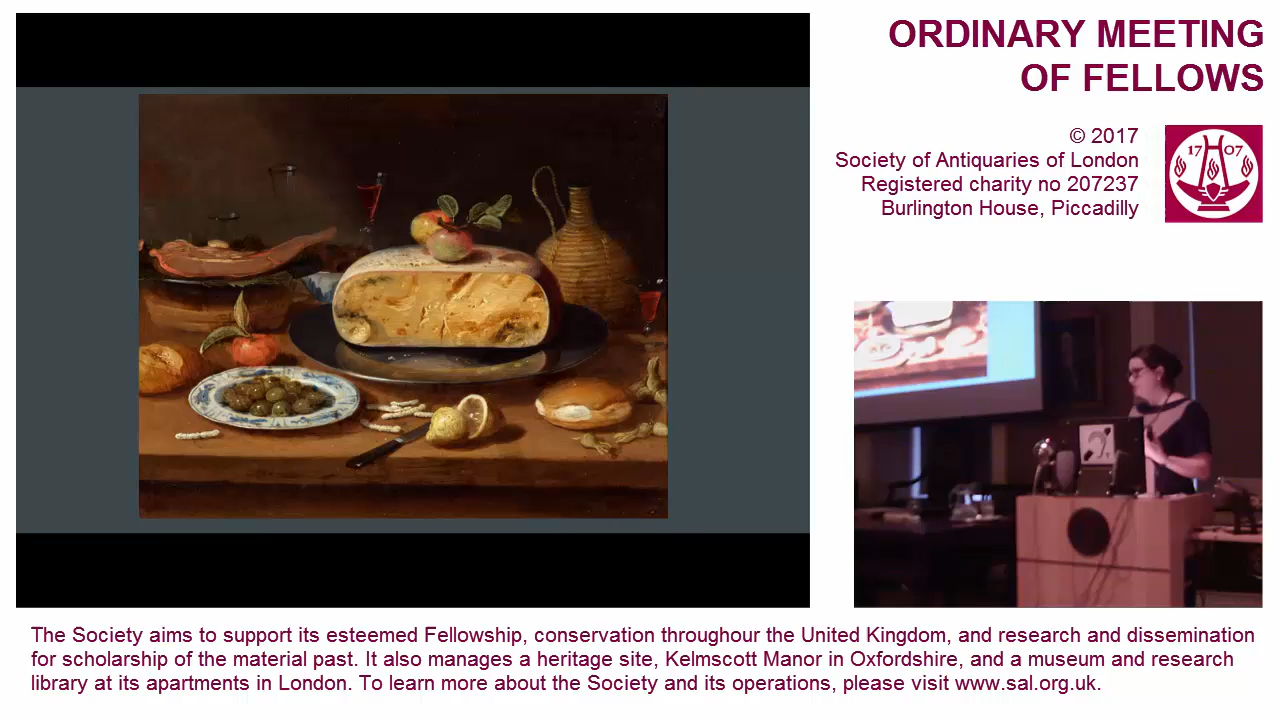 ORDINARY MEETING
OF FELLOWS
© 2017
Society of Antiquaries of London
Registered charity no 207237
Burlington House, Piccadilly
17 07
The Society aims to support its esteemed Fellowship, conservation throughour the United Kingdom, and research and dissemination
for scholarship of the material past. It also manages a heritage site, Kelmscott Manor in Oxfordshire, and a museum and research
library at its apartments in London. To learn more about the Society and its operations, please visit www.sal.org.uk.